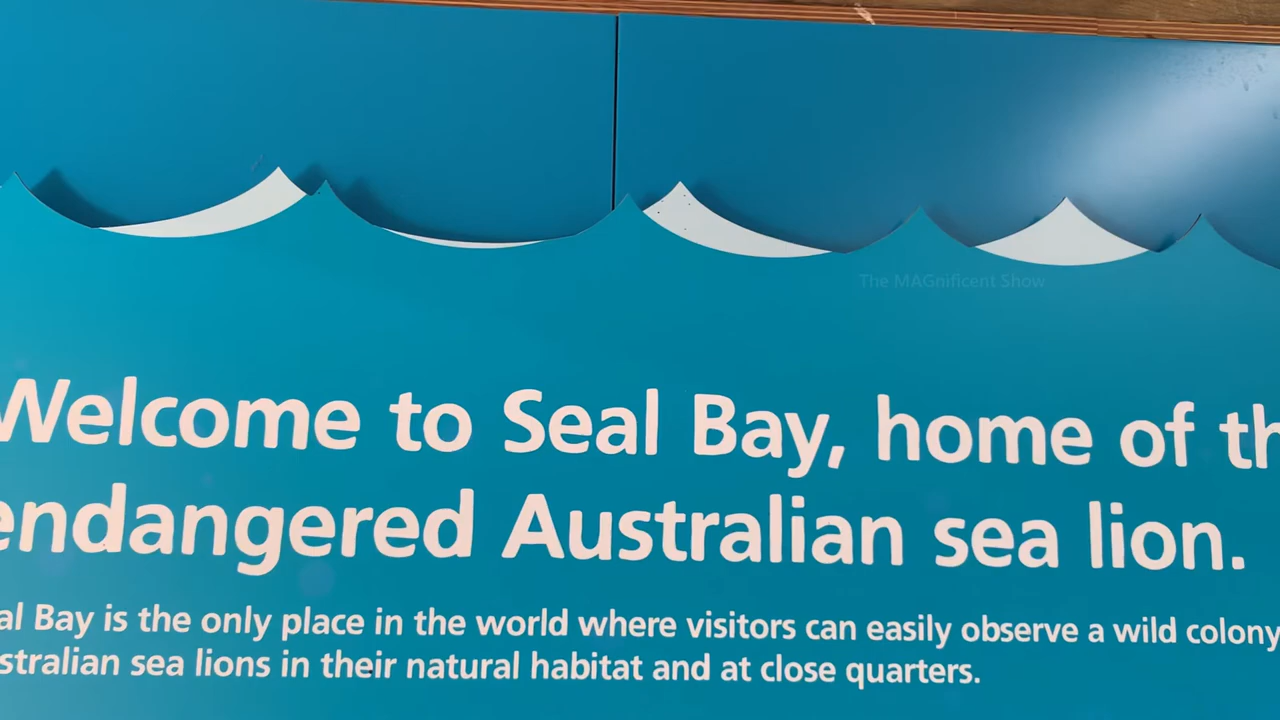 The MAGnificent Show
Welcome to Seal Bay, home of th
endangered Australian sea lion.
al Bay is the only place in the world where visitors can easily observe a wild colony
stralian sea lions in their natural habitat and at close quarters.